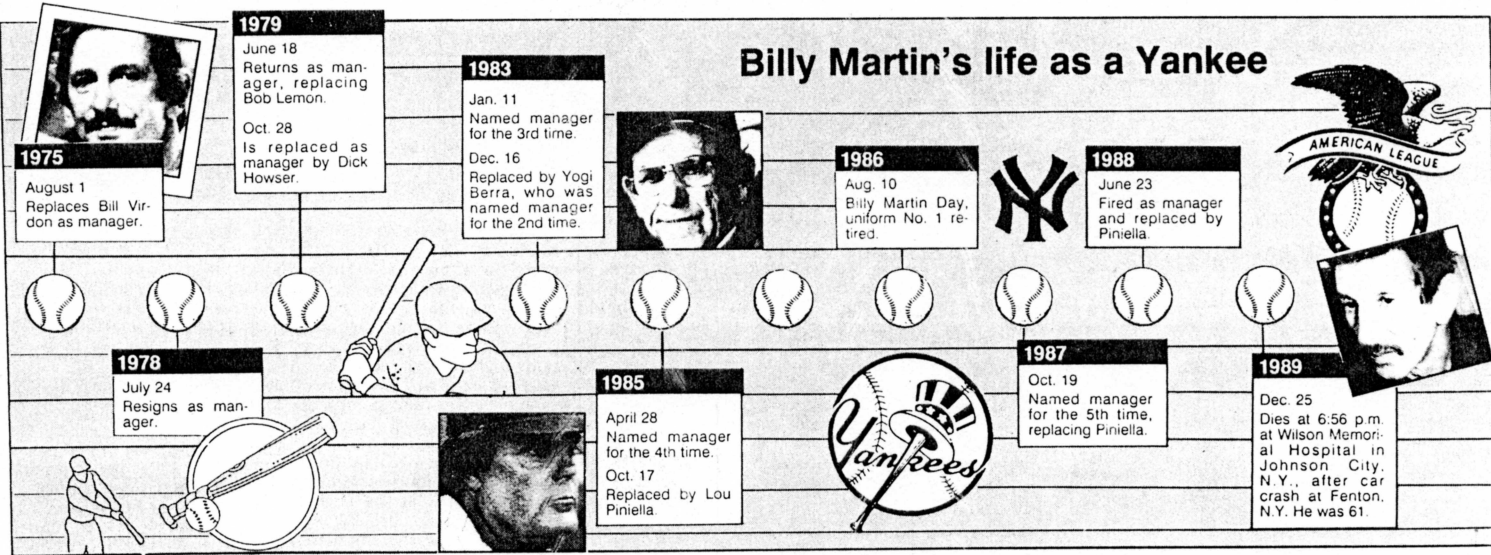 Billy Martin's life as a Yankee
1975
August 1
Replaces Bill Vir-
don as manager.
1978
July 24
Resigns as man-
ager.
1979
June 18
Returns as man-
ager, replacing
Bob Lemon.
Oct. 28
Is replaced as
manager by Dick
Howser.
1983
Jan. 11
Named manager
for the 3rd time.
Dec. 16
Replaced by Yogi
Berra, who was
named manager
for the 2nd time.
1985
April 28
Named manager
for the 4th time.
Oct. 17
Replaced by Lou
Piniella.
1986
Aug. 10
Billy Martin Day,
uniform No. 1 re-
tired.
Yankees
NY
1987
Oct. 19
Named manager
for the 5th time,
replacing Piniella.
1988
June 23
Fired as manager
and replaced by
Piniella.
AMERICAN LEAGUE
1989
Dec. 25
Dies at 6:56 p.m.
at Wilson Memori-
al Hospital in
Johnson City,
N.Y., after car
crash at Fenton,
N.Y. He was 61.